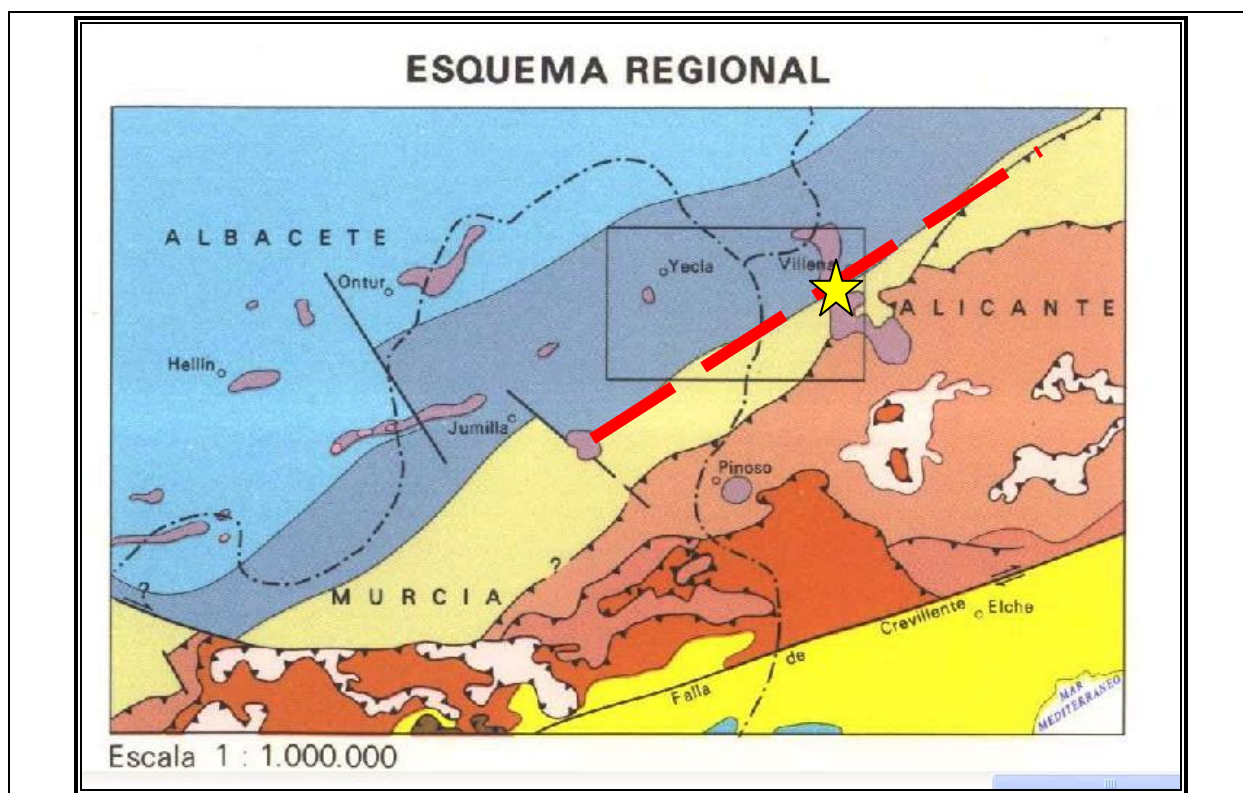 ESQUEMA REGIONAL
ALBACETE
Ontur
Yecla
Villena
ALICANTE
Hellín
Jumilla
Pinoso
?
?
MURCIA
Falla de Crevillente
Elche
MAR
MEDITERRANEO
Escala 1 : 1.000.000